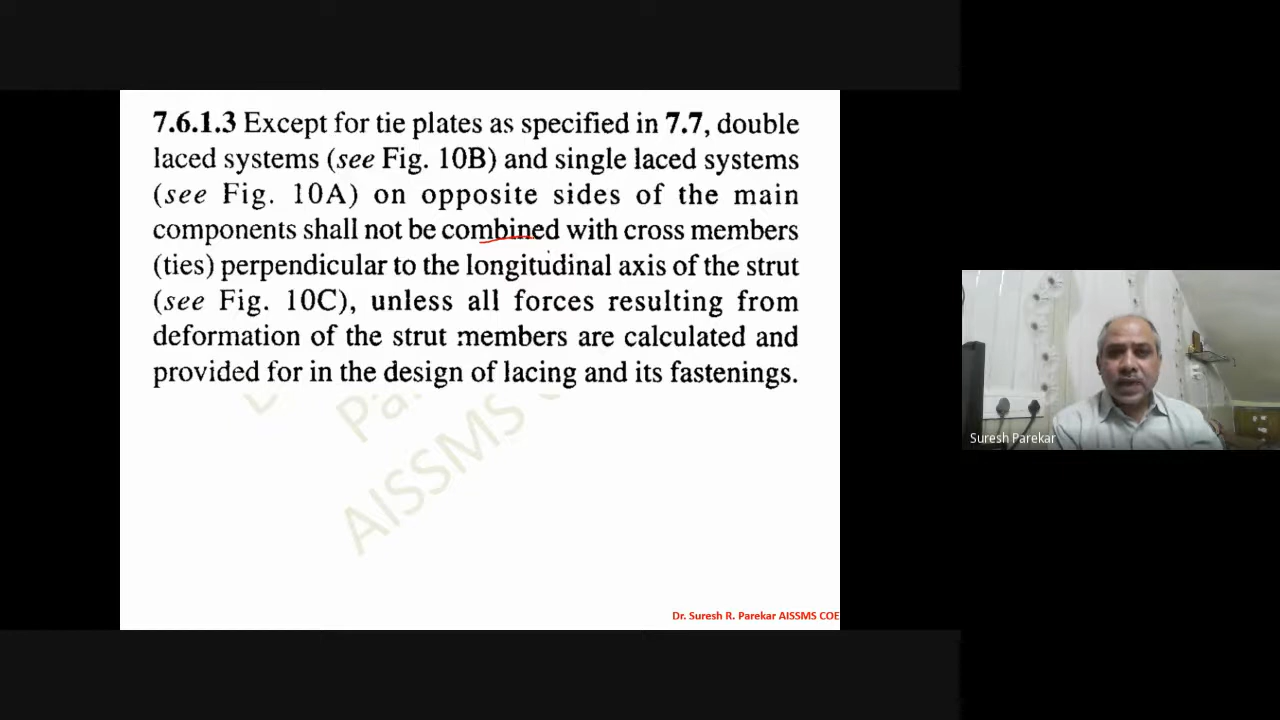 7.6.1.3 Except for tie plates as specified in 7.7, double
laced systems (see Fig. 10B) and single laced systems
(see Fig. 10A) on opposite sides of the main
components shall not be combined with cross members
(ties) perpendicular to the longitudinal axis of the strut
(see Fig. 10C), unless all forces resulting from
deformation of the strut members are calculated and
provided for in the design of lacing and its fastenings.
AISSMS
Dr. Suresh R. Parekar AISSMS COE
Suresh Parekar